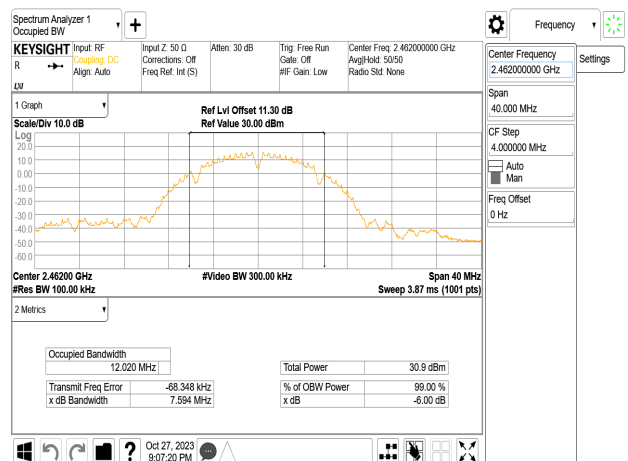 Spectrum Analyzer 1
Occupied BW
Frequency
KEYSIGHT
R
Input: RF
Coupling: DC
Align: Auto
Input Z: 50 Ω
Corrections: Off
Freq Ref: Int (S)
Atten: 30 dB
Trig: Free Run
Gate: Off
#IF Gain: Low
Center Freq: 2.462000000 GHz
Avg|Hold: 50/50
Radio Std: None
Center Frequency
2.462000000 GHz
Settings
Span
40.000 MHz
CF Step
4.000000 MHz
Auto
Man
Freq Offset
0 Hz
1 Graph
Scale/Div 10.0 dB
Ref Lvl Offset 11.30 dB
Ref Value 30.00 dBm
Log
20.0
10.0
0.00
-10.0
-20.0
-30.0
-40.0
-50.0
-60.0
Center 2.46200 GHz
#Video BW 300.00 kHz
Span 40 MHz
#Res BW 100.00 kHz
Sweep 3.87 ms (1001 pts)
2 Metrics
Occupied Bandwidth
12.020 MHz
Total Power 30.9 dBm
Transmit Freq Error -68.348 kHz
% of OBW Power 99.00 %
x dB Bandwidth 7.594 MHz
x dB -6.00 dB
?
Oct 27, 2023
9:07:20 PM